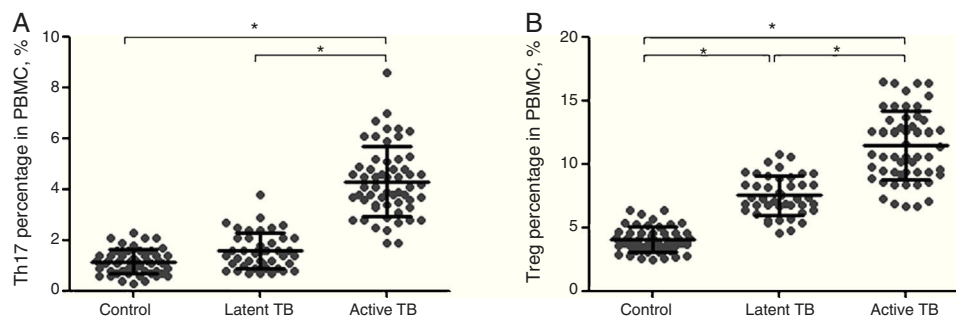 A
Th17 percentage in PBMC, %
10
8
6
4
2
0
*
*
Control
Latent TB
Active TB
B
Treg percentage in PBMC, %
20
15
10
5
0
*
*
*
Control
Latent TB
Active TB